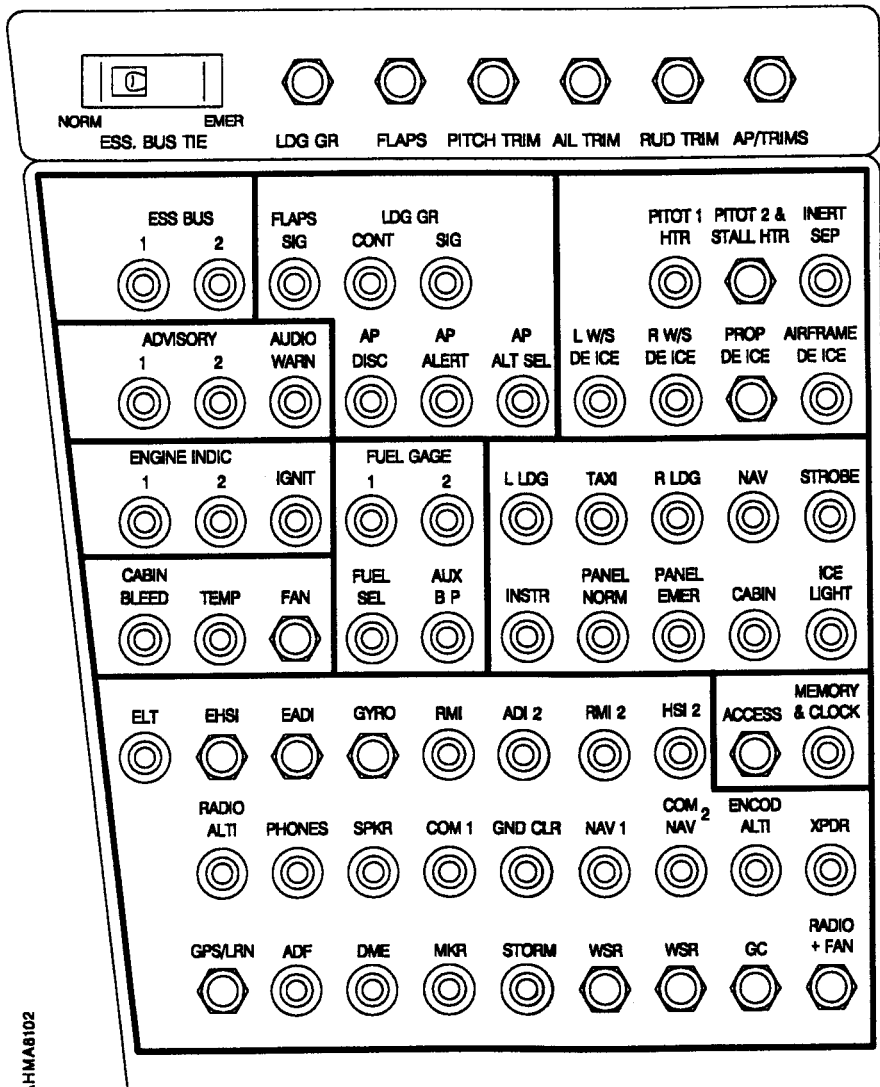 NORM EMER
ESS. BUS TIE LDG GR FLAPS PITCH TRIM AIL TRIM RUD TRIM AP/TRIMS
ESS BUS FLAPS LDG GR PITOT 1 PITOT 2 & INERT
1 2 SIG CONT SIG HTR STALL HTR SEP
ADVISORY AUDIO AP AP AP L W/S R W/S PROP AIRFRAME
1 2 WARN DISC ALERT ALT SEL DE ICE DE ICE DE ICE DE ICE
ENGINE INDIC IGNIT FUEL GAGE L LDG TAXI R LDG NAV STROBE
1 2 1 2
CABIN FUEL AUX PANEL PANEL ICE
BLEED TEMP FAN SEL B P INSTR NORM EMER CABIN LIGHT
MEMORY
ELT EHSI EADI GYRO RMI ADI 2 RMI 2 HSI 2 ACCESS & CLOCK
RADIO COM 2 ENCOD
ALTI PHONES SPKR COM 1 GND CLR NAV 1 NAV ALTI XPDR
RADIO
GPS/LRN ADF DME MKR STORM WSR WSR GC + FAN
AHMA8102